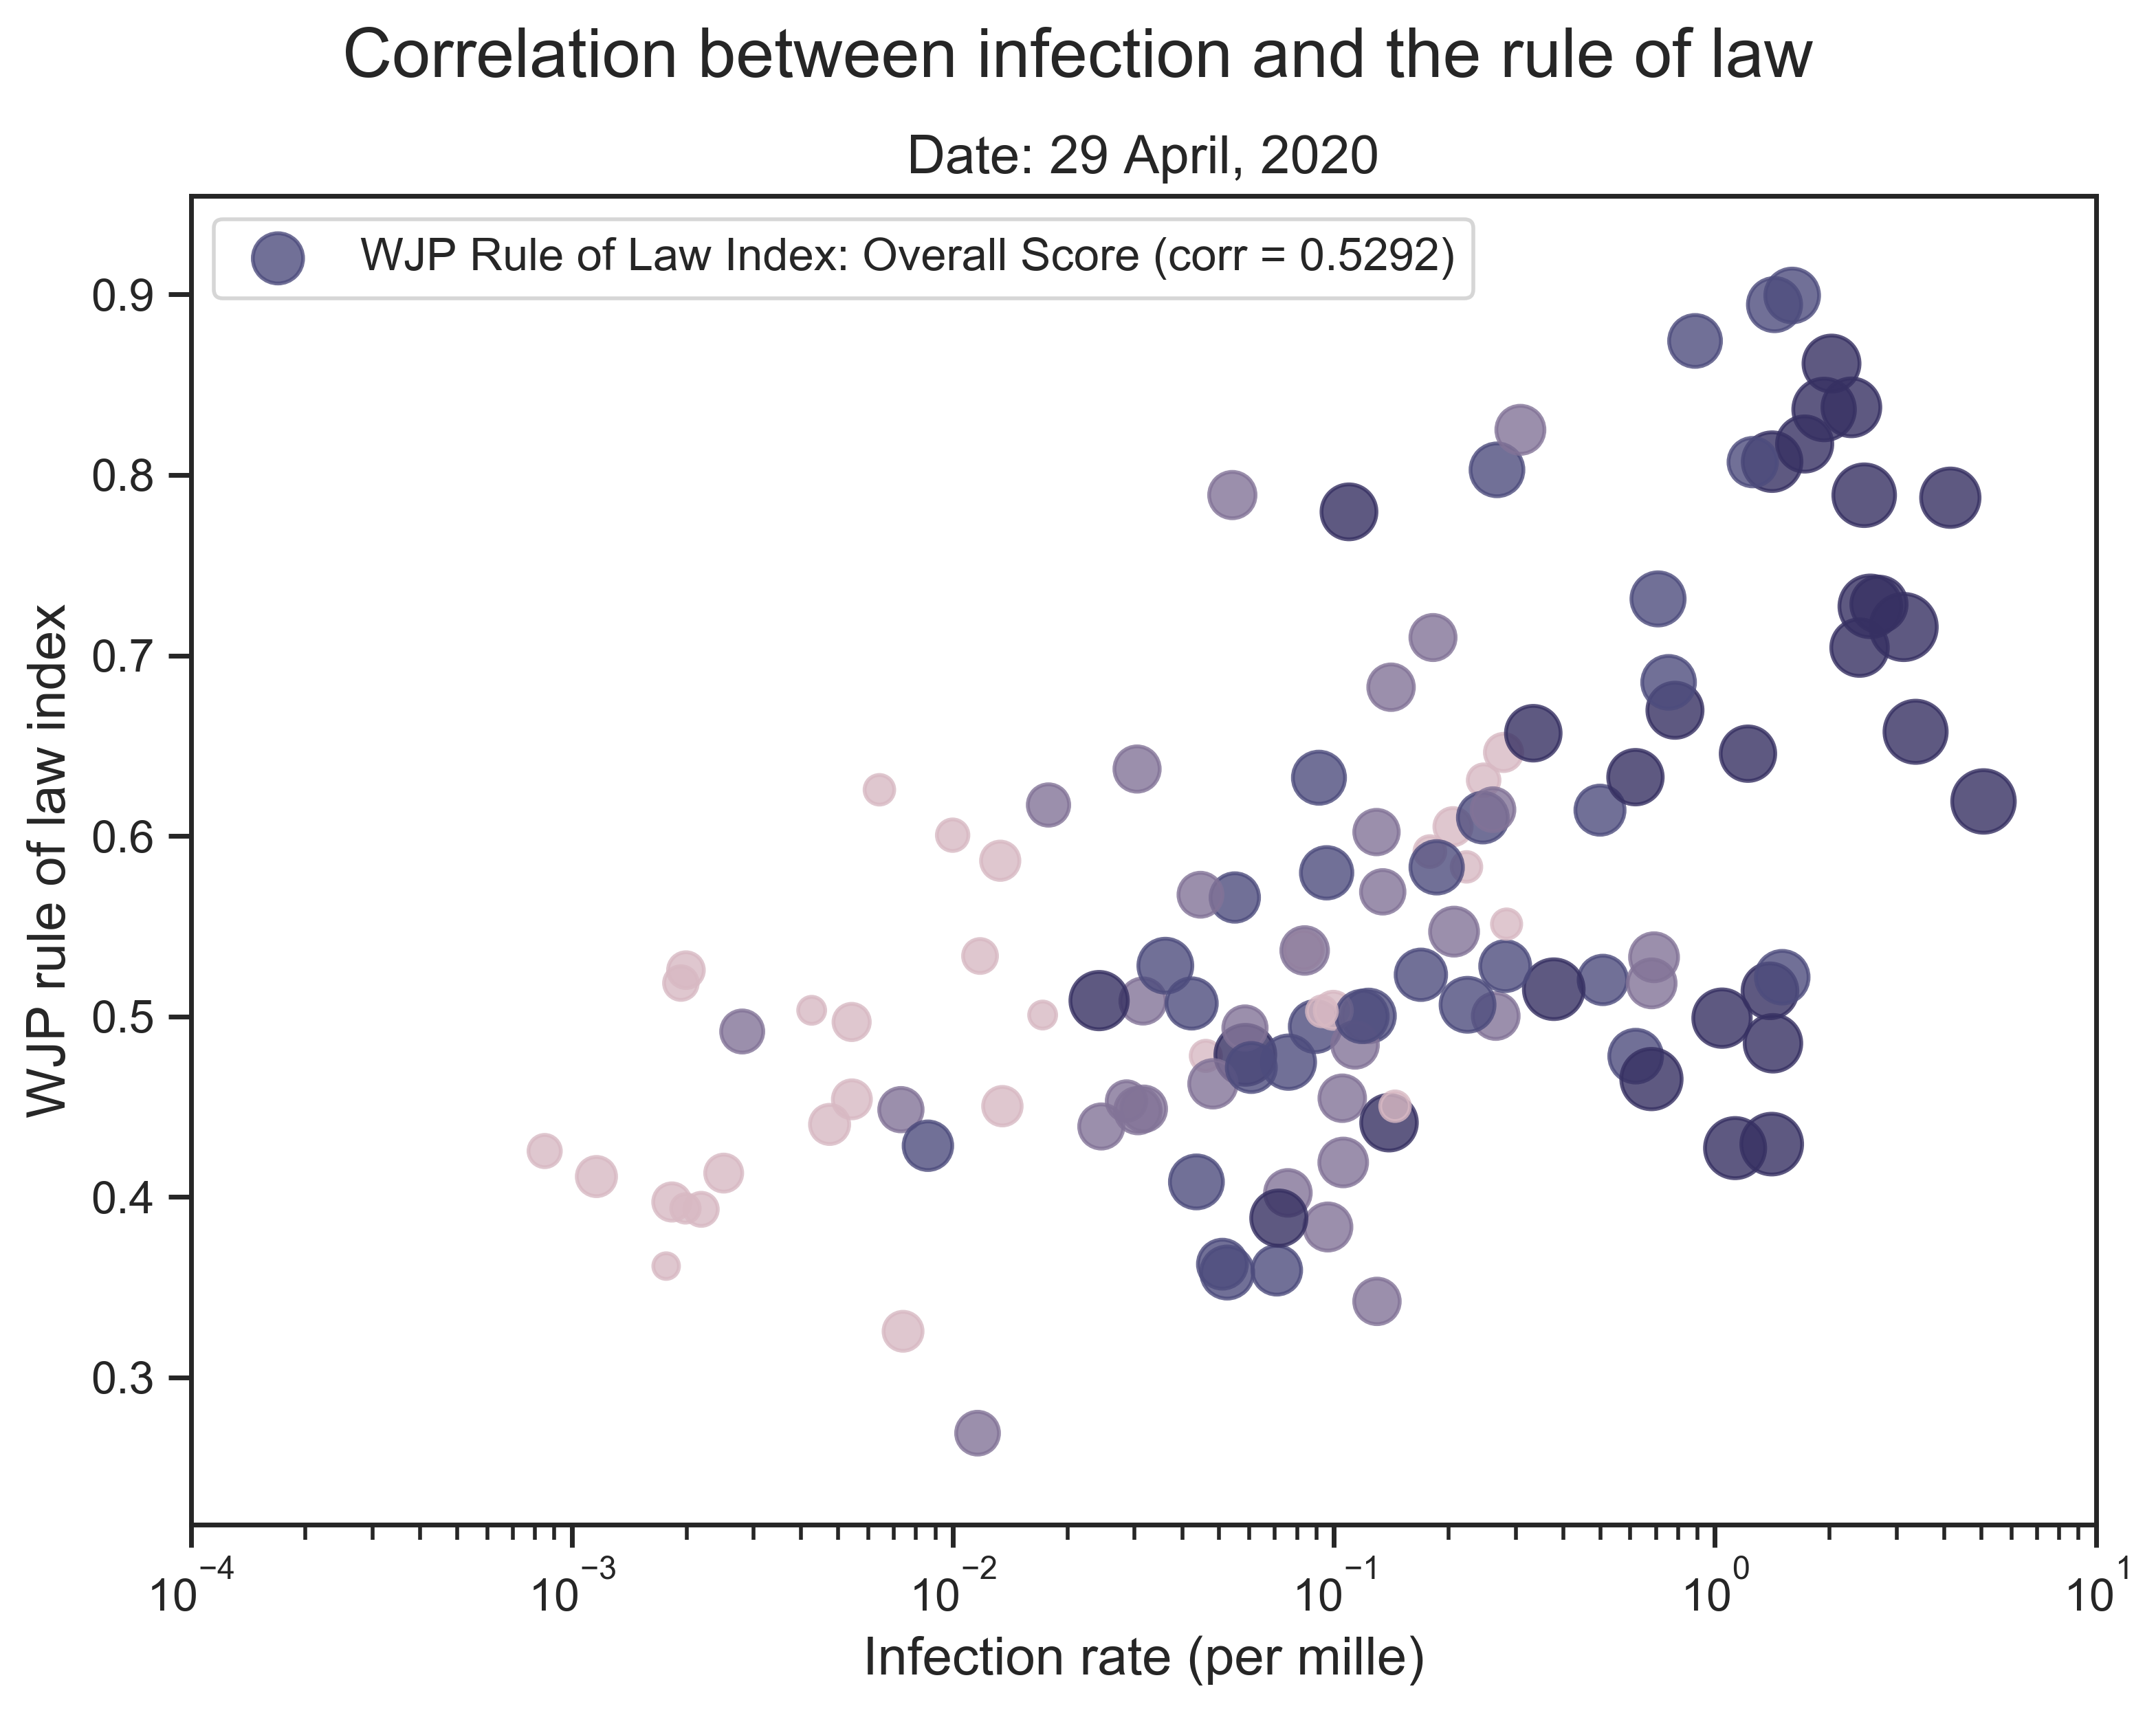 Correlation between infection and the rule of law
Date: 29 April, 2020
WJP Rule of Law Index: Overall Score (corr = 0.5292)
WJP rule of law index
0.9
0.8
0.7
0.6
0.5
0.4
0.3
10⁻⁴ 10⁻³ 10⁻² 10⁻¹ 10⁰ 10¹
Infection rate (per mille)